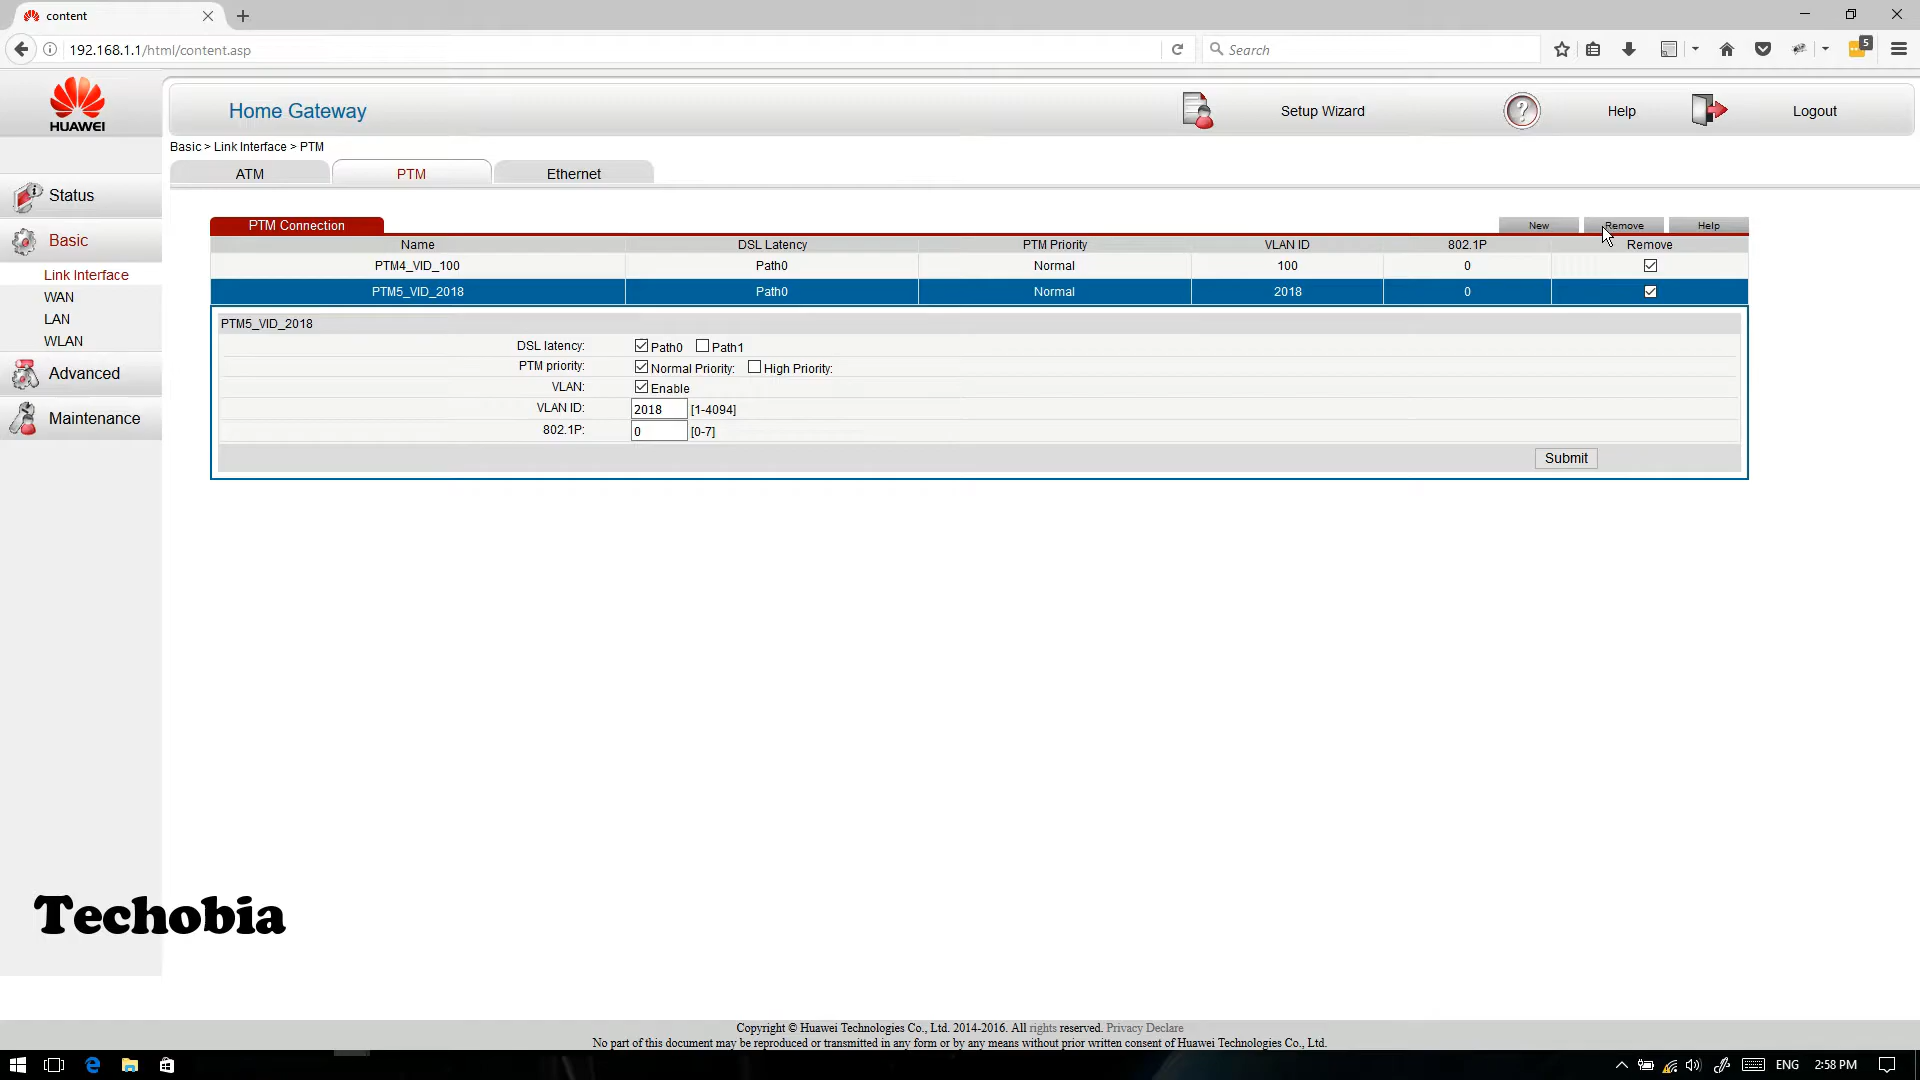 content
192.168.1.1/html/content.asp
Search
5
HUAWEI
Home Gateway
Setup Wizard
?
Help
Logout
Basic > Link Interface > PTM
ATM
PTM
Ethernet
Status
Basic
Link Interface
WAN
LAN
WLAN
Advanced
Maintenance
PTM Connection
New
Remove
Help
Name DSL Latency PTM Priority VLAN ID 802.1P Remove
PTM4_VID_100 Path0 Normal 100 0
PTM5_VID_2018 Path0 Normal 2018 0
PTM5_VID_2018
DSL latency: Path0 Path1
PTM priority: Normal Priority: High Priority:
VLAN: Enable
VLAN ID: 2018 [1-4094]
802.1P: 0 [0-7]
Submit
Techobia
Copyright © Huawei Technologies Co., Ltd. 2014-2016. All rights reserved. Privacy Declare
No part of this document may be reproduced or transmitted in any form or by any means without prior written consent of Huawei Technologies Co., Ltd.
ENG
2:58 PM